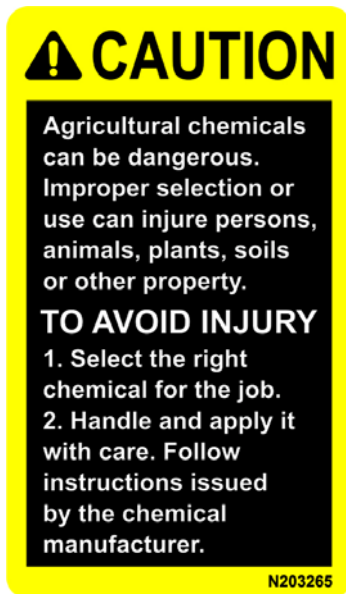 CAUTION
Agricultural chemicals
can be dangerous.
Improper selection or
use can injure persons,
animals, plants, soils
or other property.
TO AVOID INJURY
1. Select the right
chemical for the job.
2. Handle and apply it
with care. Follow
instructions issued
by the chemical
manufacturer.
N203265